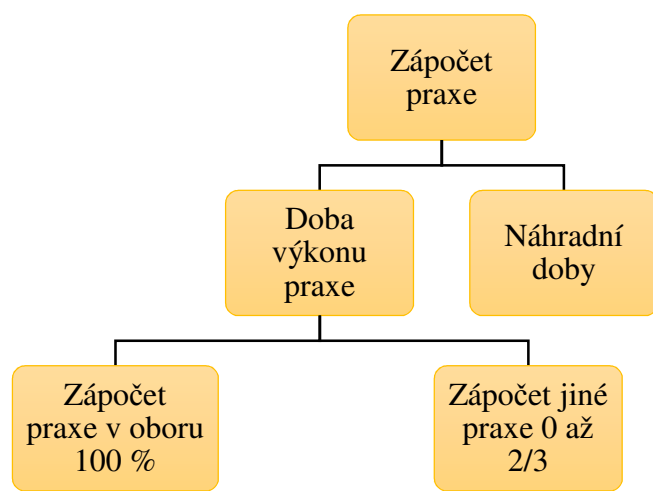 Zápočet
praxe
Doba
výkonu
praxe
Náhradní
doby
Zápočet
praxe v oboru
100 %
Zápočet jiné
praxe 0 až
2/3